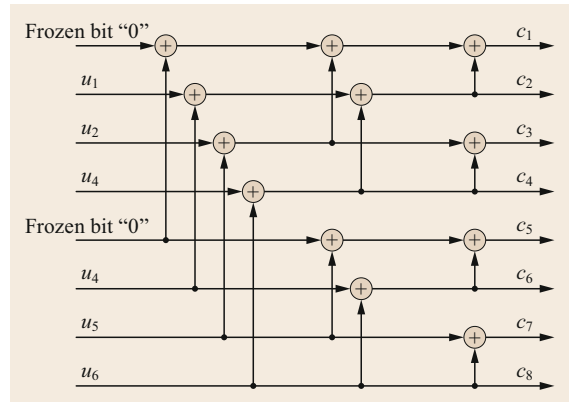 Frozen bit “0” c1
u1 c2
u2 c3
u4 c4
Frozen bit “0” c5
u4 c6
u5 c7
u6 c8